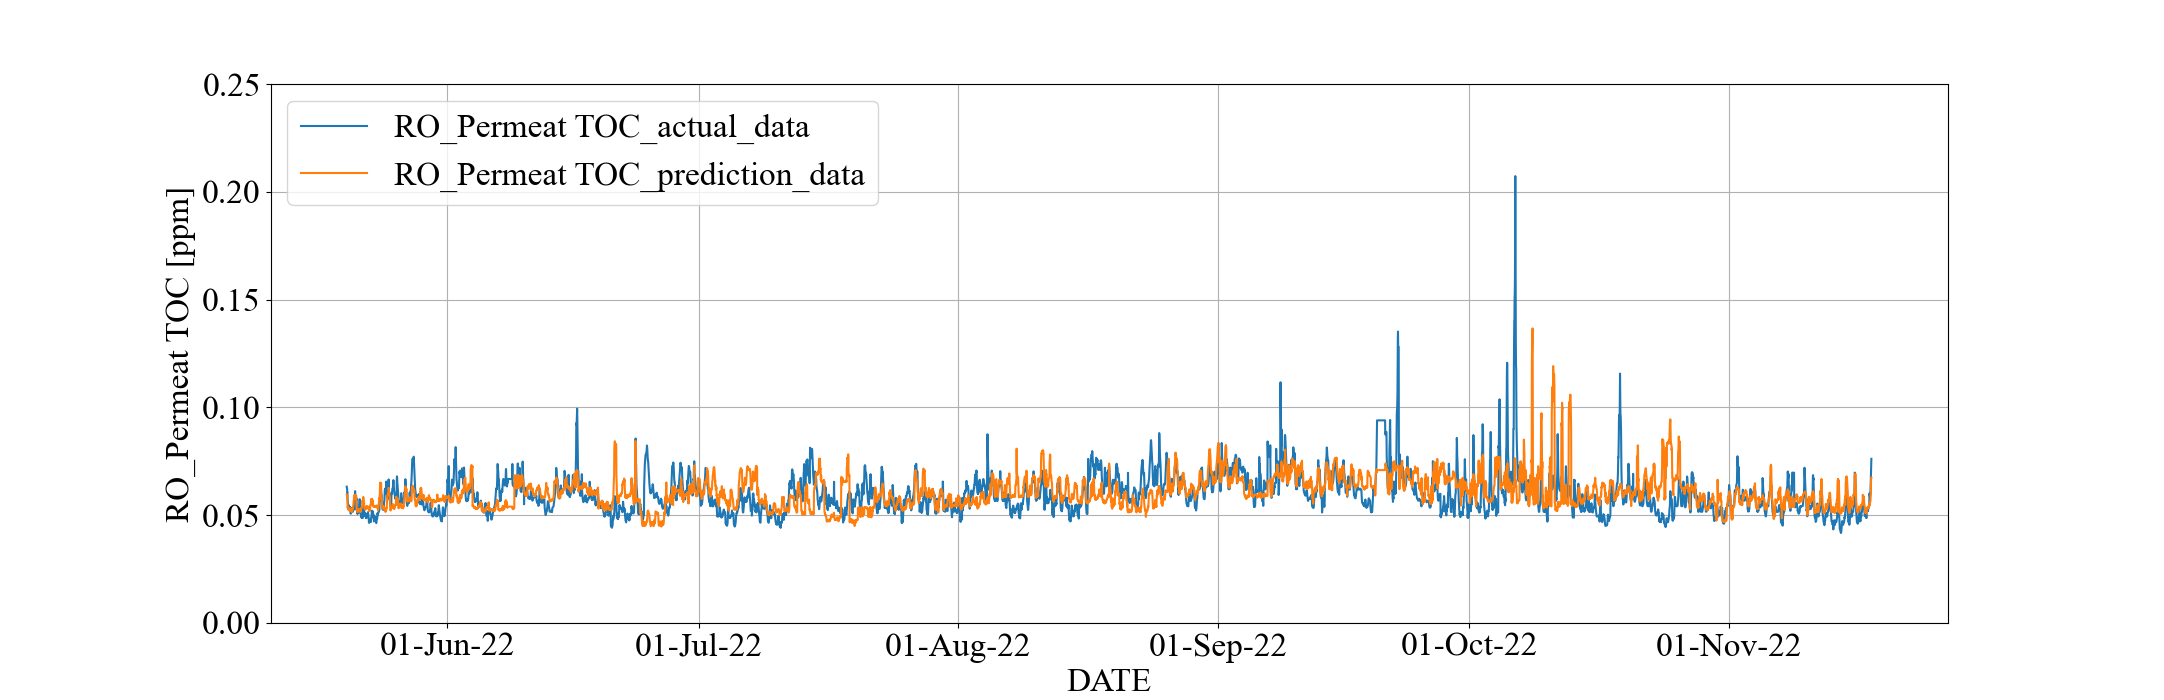 0.25
0.20
0.15
0.10
0.05
0.00
RO_Permeat TOC [ppm]
RO_Permeat TOC_actual_data
RO_Permeat TOC_prediction_data
01-Jun-22 01-Jul-22 01-Aug-22 01-Sep-22 01-Oct-22 01-Nov-22
DATE